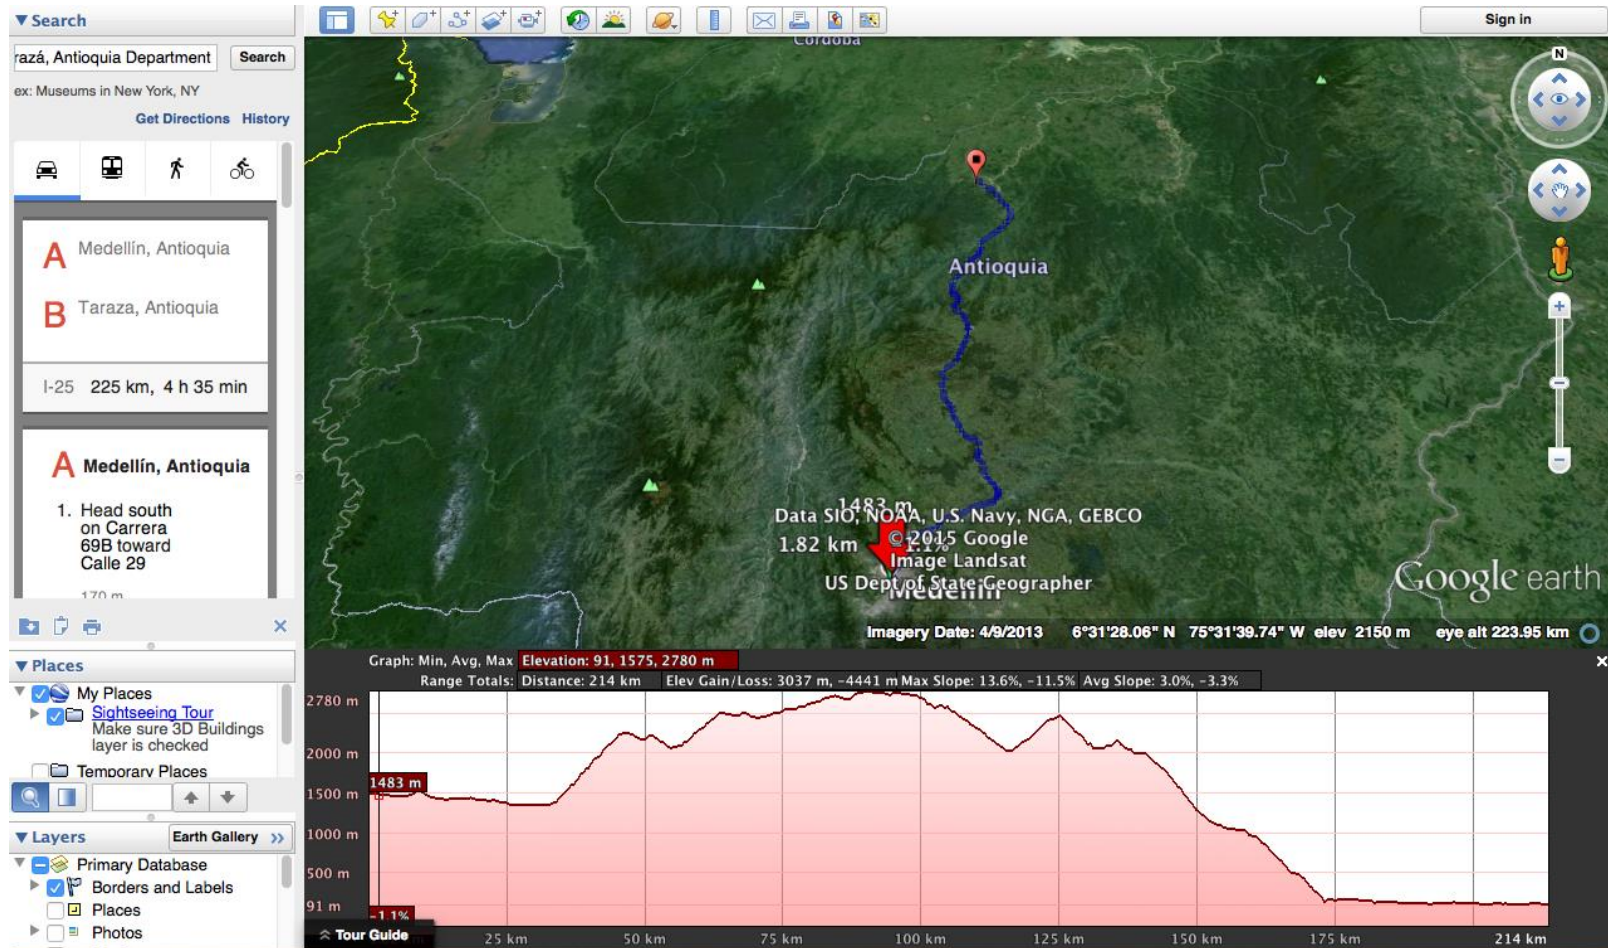 Search
razá, Antioquia Department
Search
ex: Museums in New York, NY
Get Directions History
A Medellín, Antioquia
B Taraza, Antioquia
I-25 225 km, 4 h 35 min
A Medellín, Antioquia
1. Head south
on Carrera
69B toward
Calle 29
170 m
Places
My Places
Sightseeing Tour
Make sure 3D Buildings
layer is checked
Temporary Places
Layers
Earth Gallery >>
Primary Database
Borders and Labels
Places
Photos
Sign in
Cordoba
N
Antioquia
1483 m
Data SIO, NOAA, U.S. Navy, NGA, GEBCO
1.82 km
1.1%
© 2015 Google
Image Landsat
US Dept of State Geographer
Medellín
Google earth
Imagery Date: 4/9/2013 6°31'28.06" N 75°31'39.74" W elev 2150 m eye alt 223.95 km
Graph: Min, Avg, Max Elevation: 91, 1575, 2780 m
Range Totals: Distance: 214 km Elev Gain/Loss: 3037 m, -4441 m Max Slope: 13.6%, -11.5% Avg Slope: 3.0%, -3.3%
2780 m
2000 m
1483 m
1500 m
1000 m
500 m
91 m
-1.1%
Tour Guide
25 km 50 km 75 km 100 km 125 km 150 km 175 km 214 km